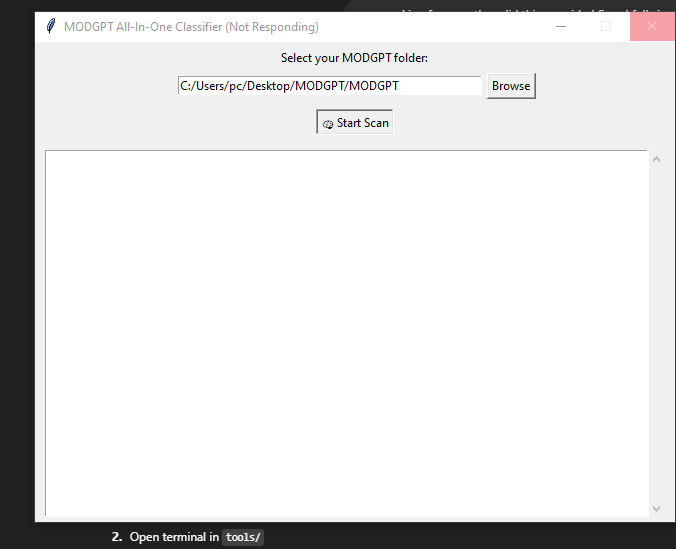 MODGPT All-In-One Classifier (Not Responding)
Select your MODGPT folder:
C:/Users/pc/Desktop/MODGPT/MODGPT
Browse
Start Scan
2. Open terminal in tools/